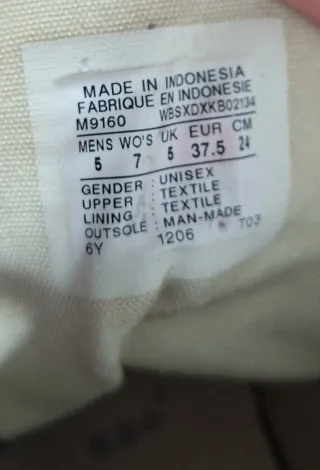 MADE IN INDONESIA
FABRIQUE EN INDONESIE
M9160 WBSXDXKB02134
MENS WO'S UK EUR CM
5 7 5 37.5 24
GENDER : UNISEX
UPPER : TEXTILE
LINING : TEXTILE
OUTSOLE : MAN-MADE
6Y 1206 T03